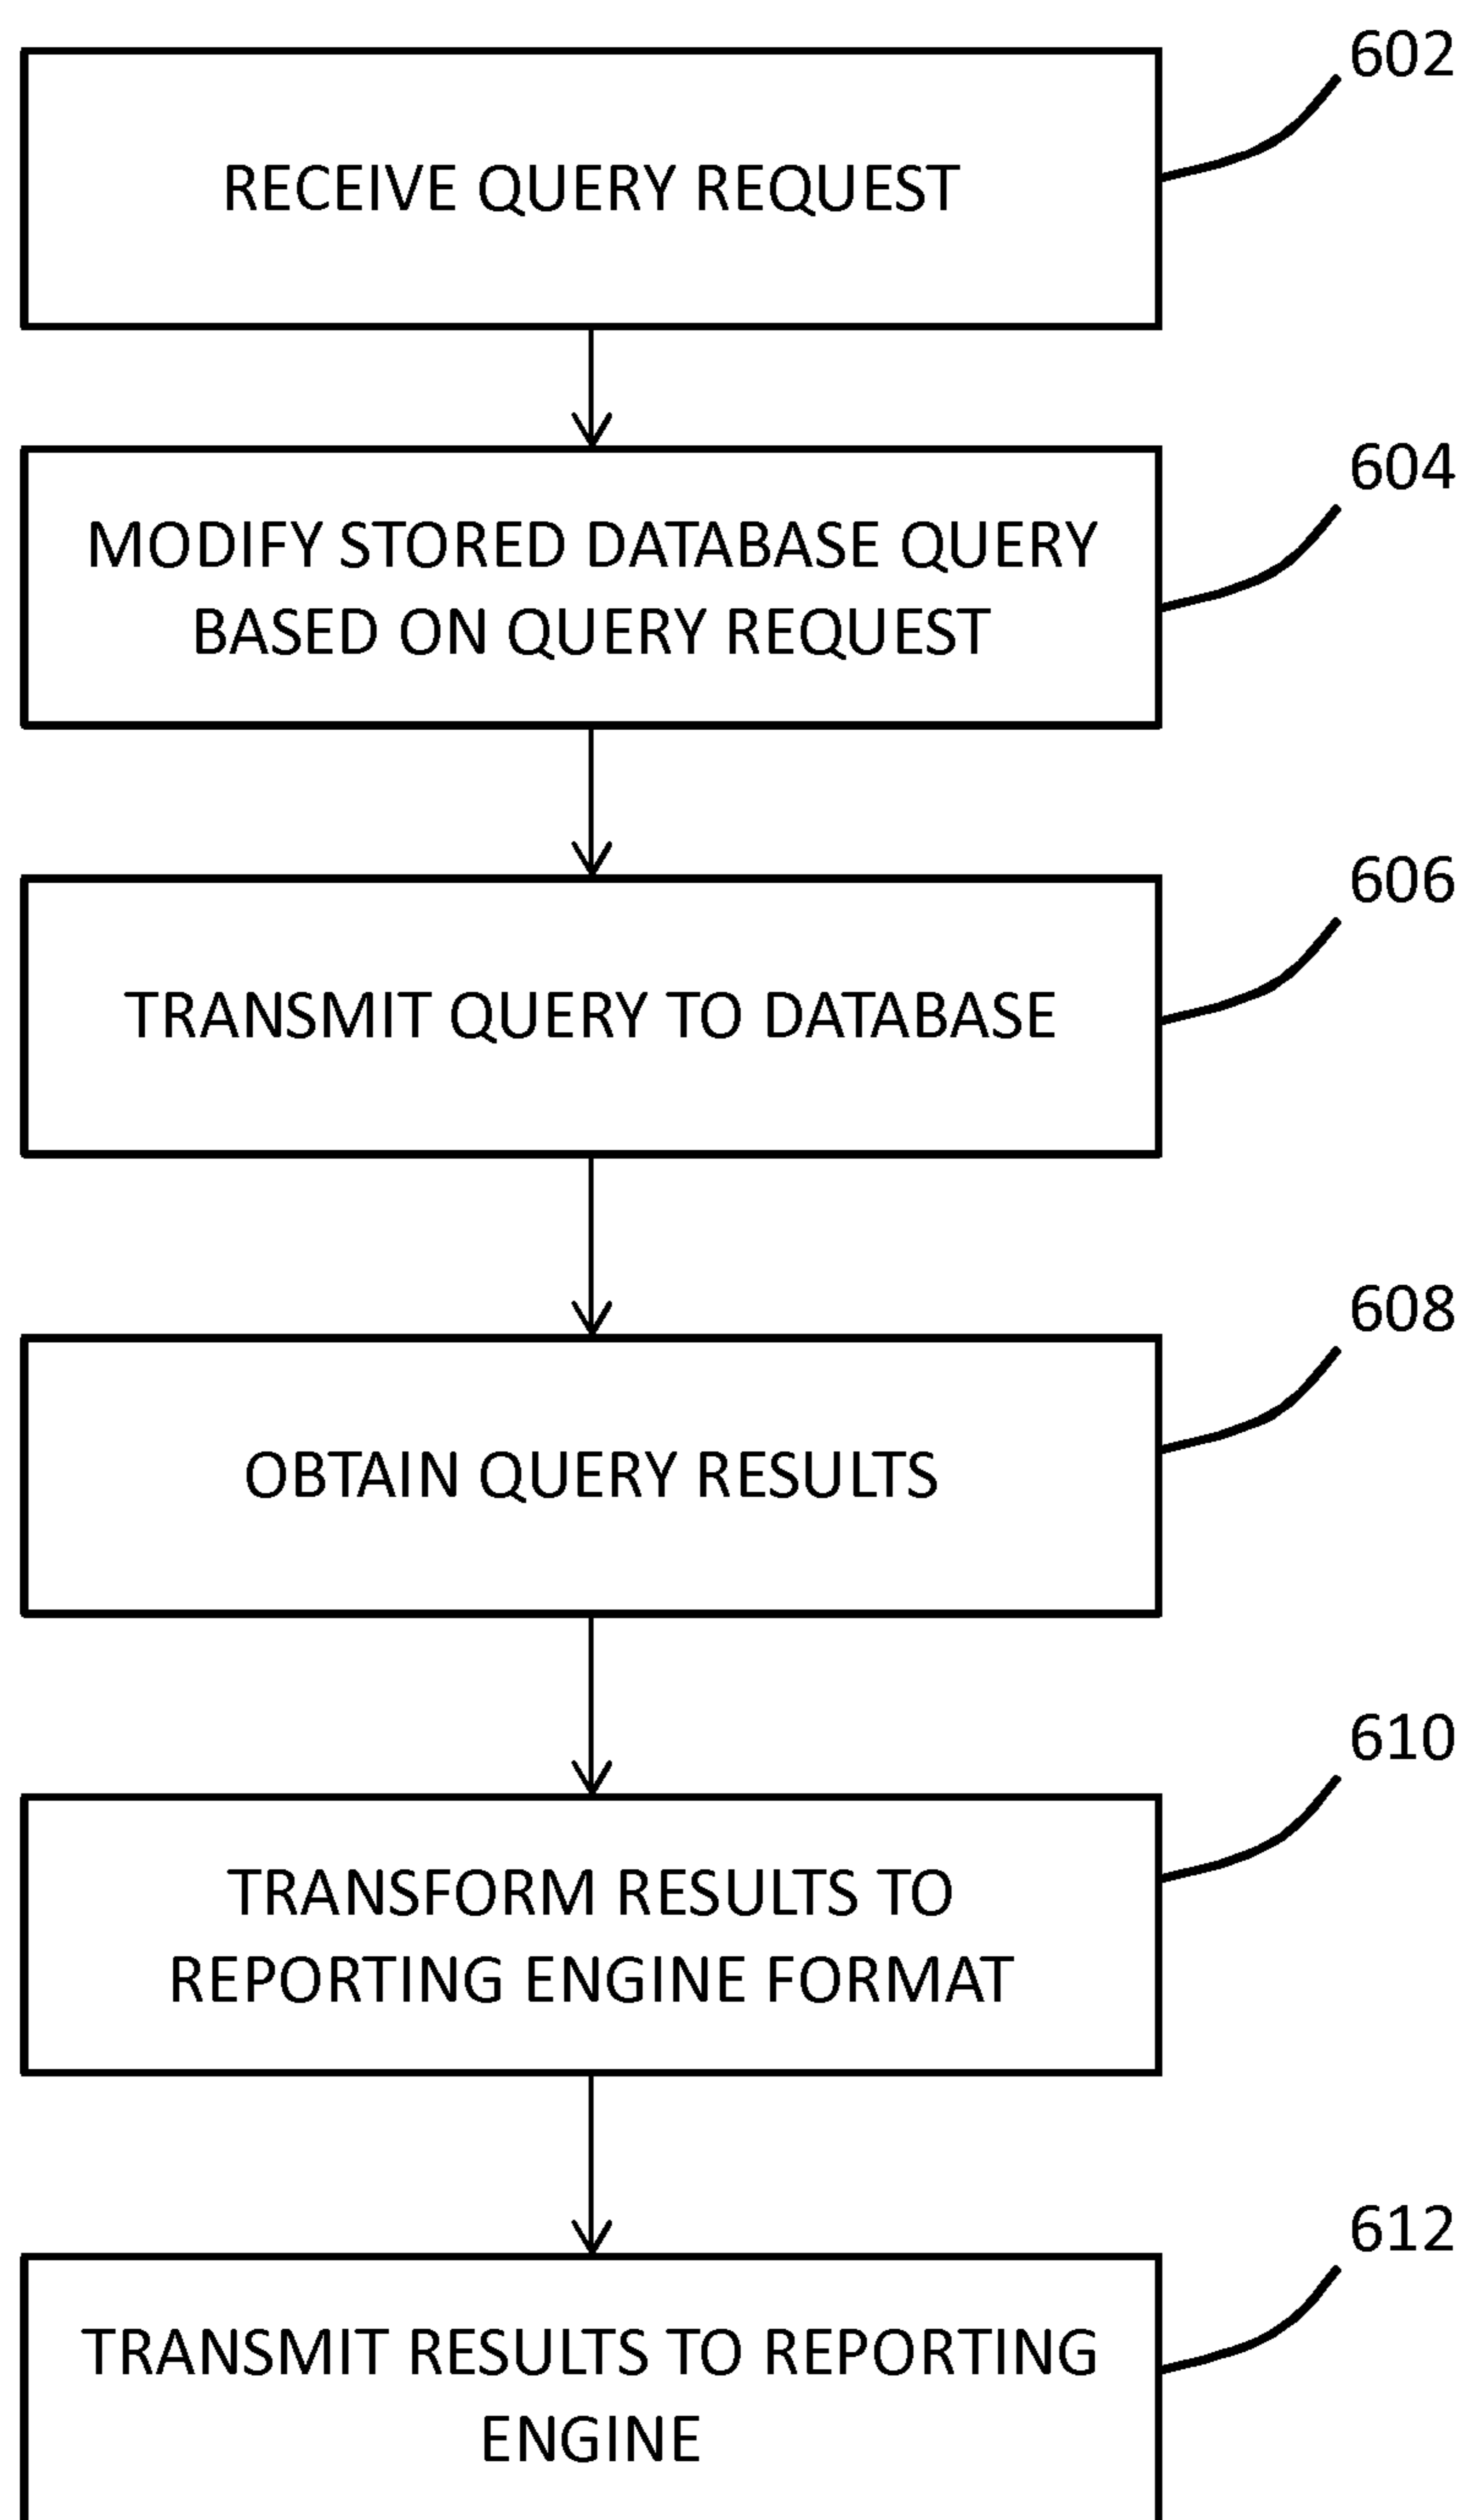 602
RECEIVE QUERY REQUEST
604
MODIFY STORED DATABASE QUERY
BASED ON QUERY REQUEST
606
TRANSMIT QUERY TO DATABASE
608
OBTAIN QUERY RESULTS
610
TRANSFORM RESULTS TO
REPORTING ENGINE FORMAT
612
TRANSMIT RESULTS TO REPORTING
ENGINE